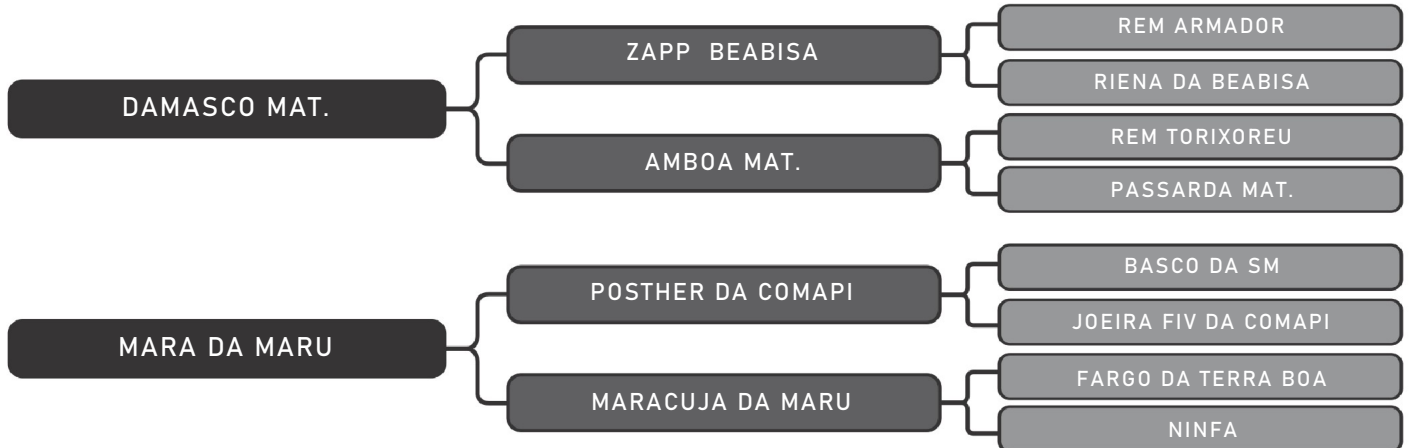 DAMASCO MAT.
ZAPP BEABISA
REM ARMADOR
RIENA DA BEABISA
AMBOA MAT.
REM TORIXOREU
PASSARDA MAT.
MARA DA MARU
POSTHER DA COMAPI
BASCO DA SM
JOEIRA FIV DA COMAPI
MARACUJA DA MARU
FARGO DA TERRA BOA
NINFA